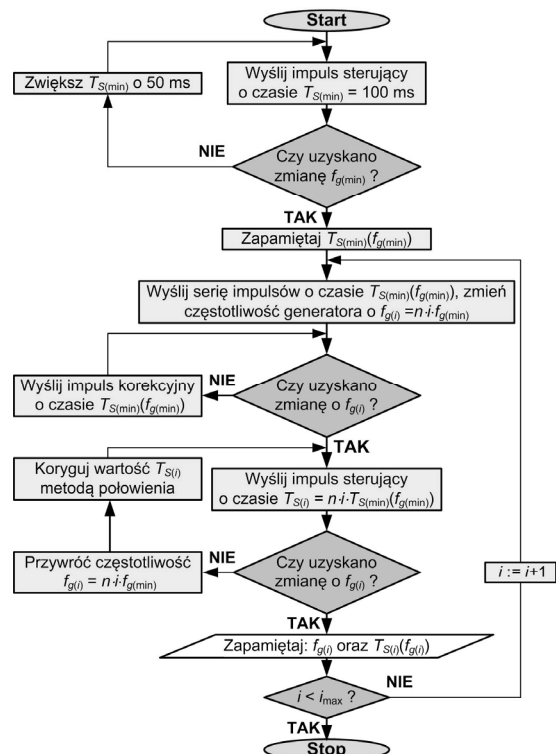 Start
Zwiększ T_S(min) o 50 ms
Wyślij impuls sterujący
o czasie T_S(min) = 100 ms
NIE
Czy uzyskano
zmianę f_g(min) ?
TAK
Zapamiętaj T_S(min)(f_g(min))
Wyślij serię impulsów o czasie T_S(min)(f_g(min)), zmień
częstotliwość generatora o f_g(i) =n·i·f_g(min)
Wyślij impuls korekcyjny
o czasie T_S(min)(f_g(min))
NIE
Czy uzyskano
zmianę o f_g(i) ?
TAK
Koryguj wartość T_S(i)
metodą połowienia
Wyślij impuls sterujący
o czasie T_S(i) = n·i·T_S(min)(f_g(min))
Przywróć częstotliwość
f_g(i) = n·i·f_g(min)
NIE
Czy uzyskano
zmianę o f_g(i) ?
i := i+1
TAK
Zapamiętaj: f_g(i) oraz T_S(i)(f_g(i))
i < i_max ?
NIE
TAK
Stop